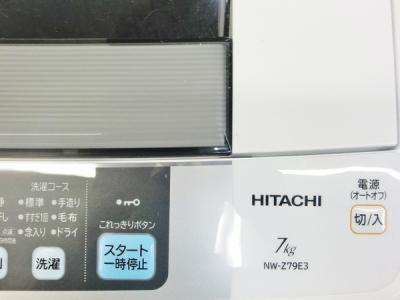 洗濯コース
標準 手造り
すすぎ1回 毛布
念入り ドライ
洗濯
これっきりボタン
スタート
一時停止
HITACHI
7kg
NW-Z79E3
電源
(オートオフ)
切/入